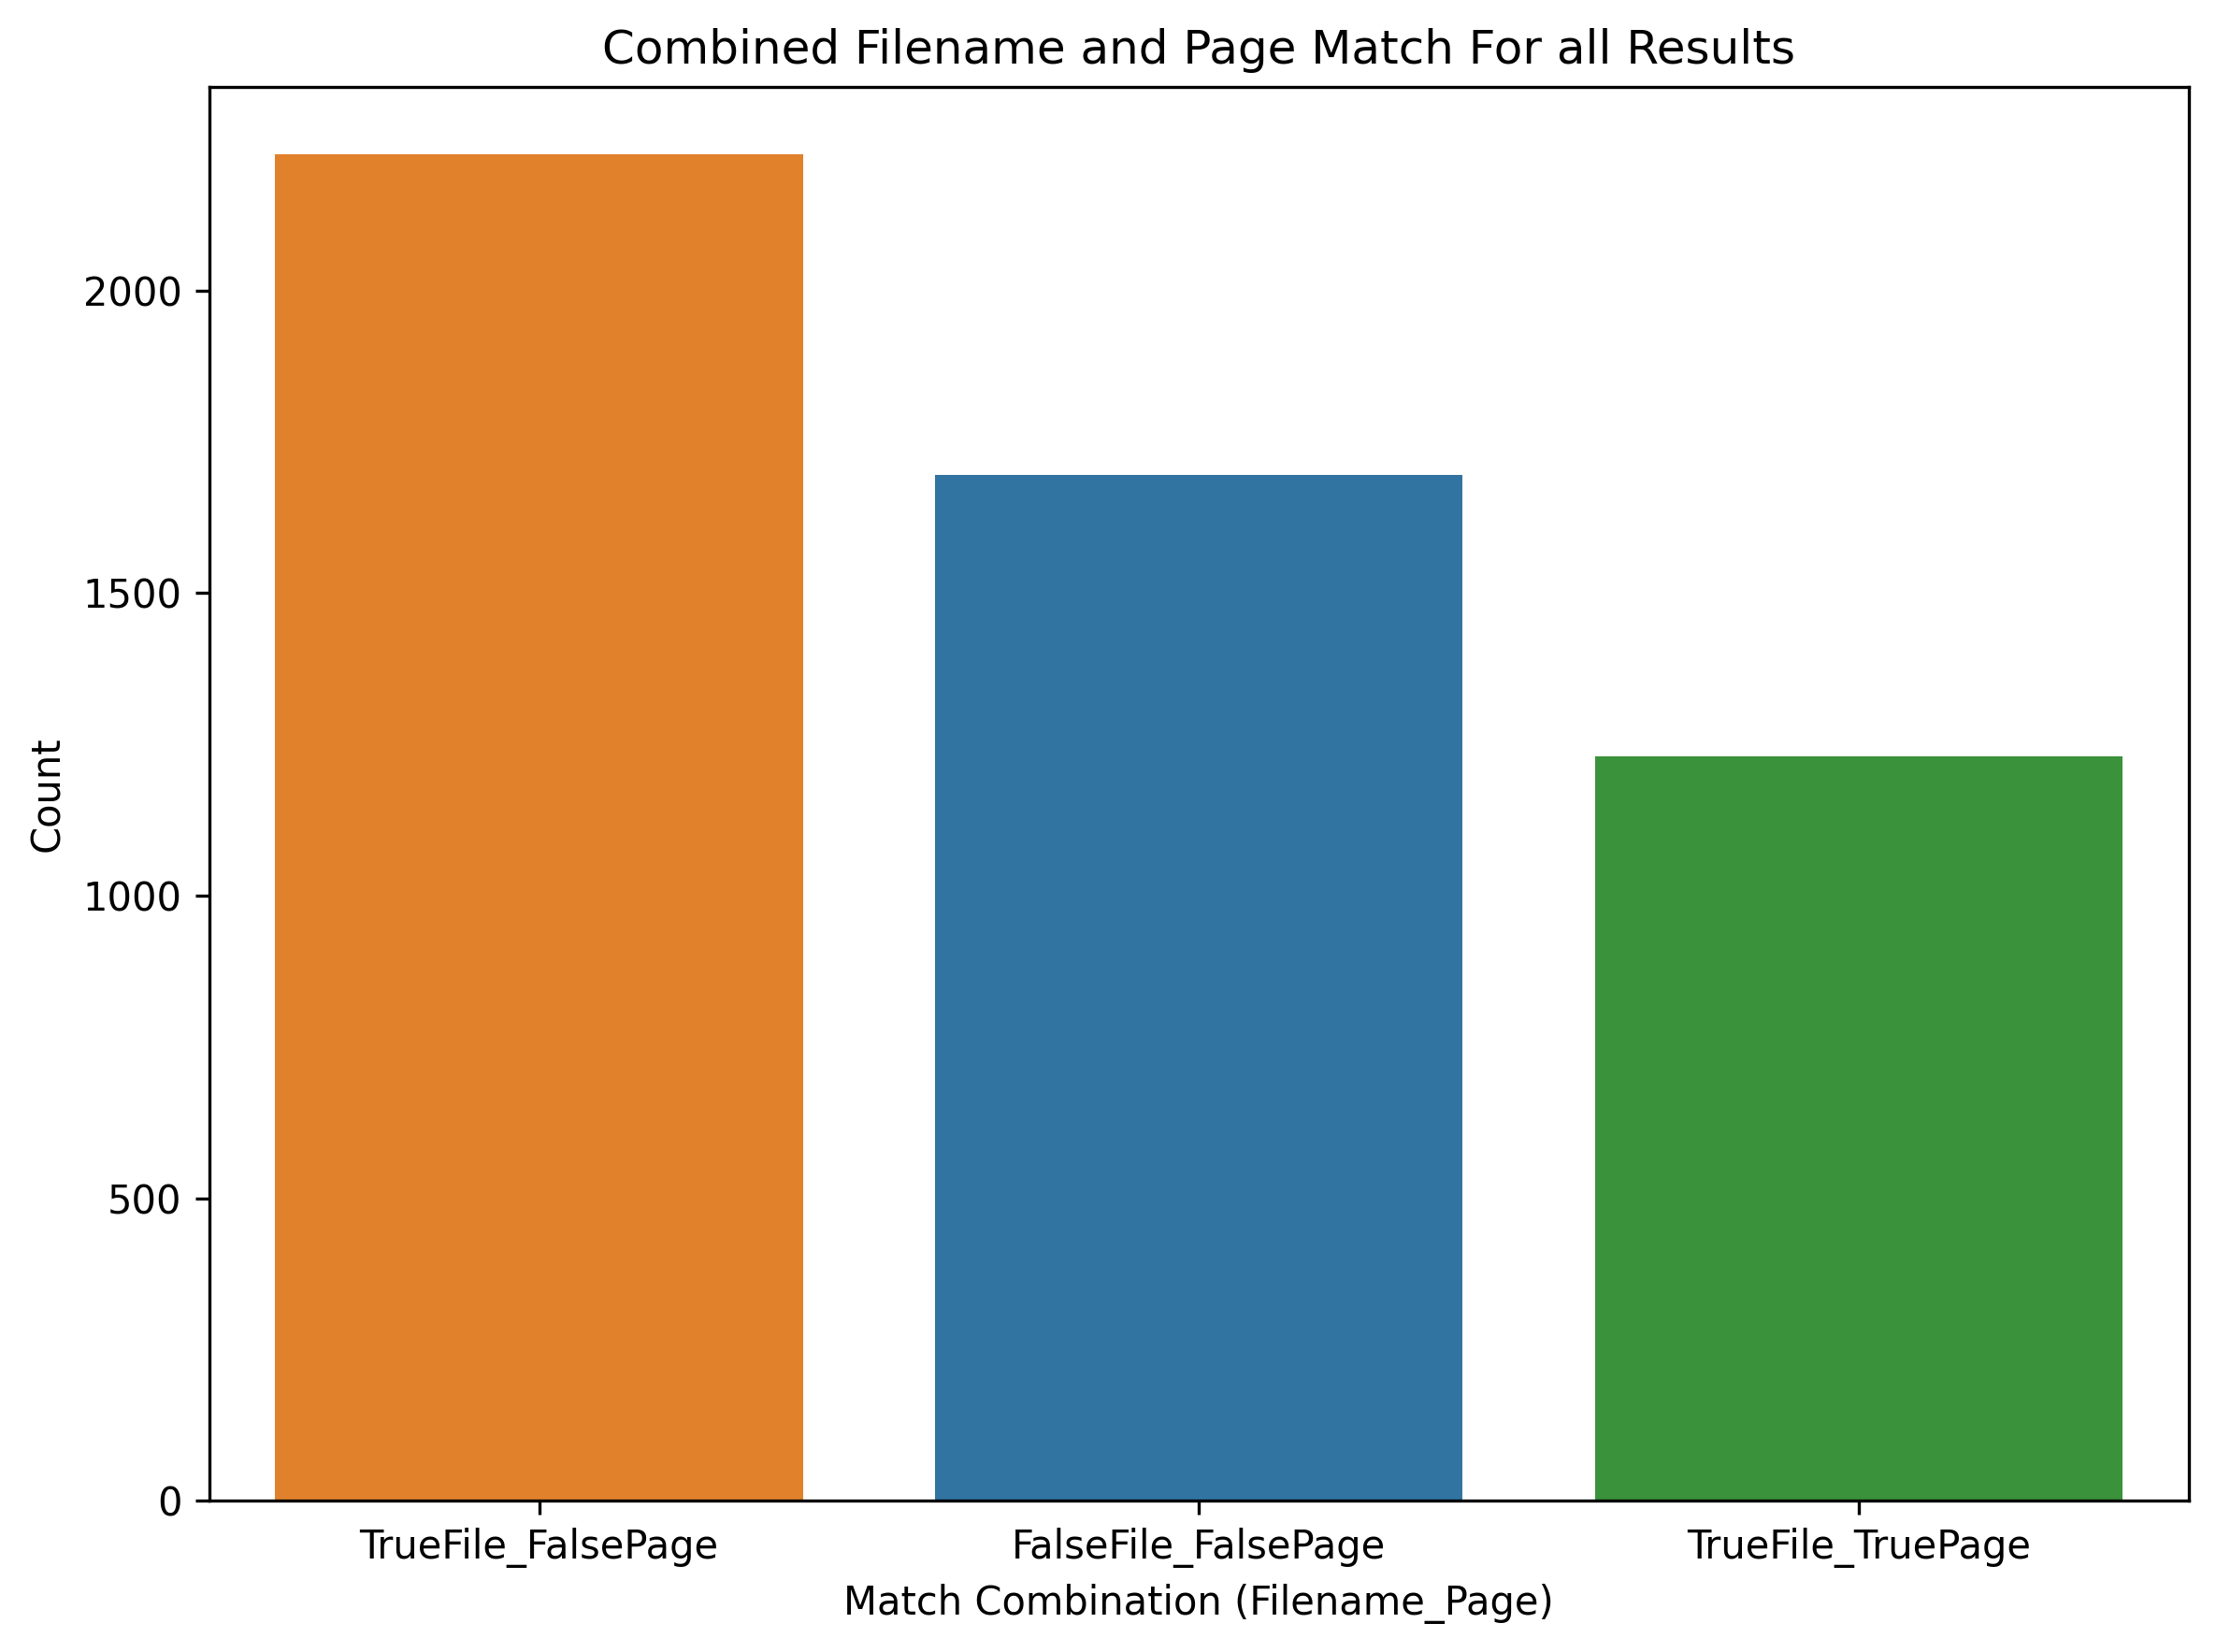 Combined Filename and Page Match For all Results
Count
2000
1500
1000
500
0
TrueFile_FalsePage
FalseFile_FalsePage
TrueFile_TruePage
Match Combination (Filename_Page)